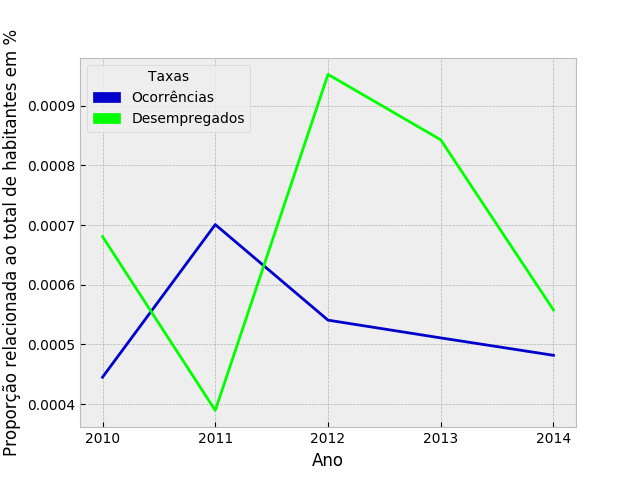 Proporção relacionada ao total de habitantes em %
Taxas
Ocorrências
Desempregados
0.0009
0.0008
0.0007
0.0006
0.0005
0.0004
2010 2011 2012 2013 2014
Ano